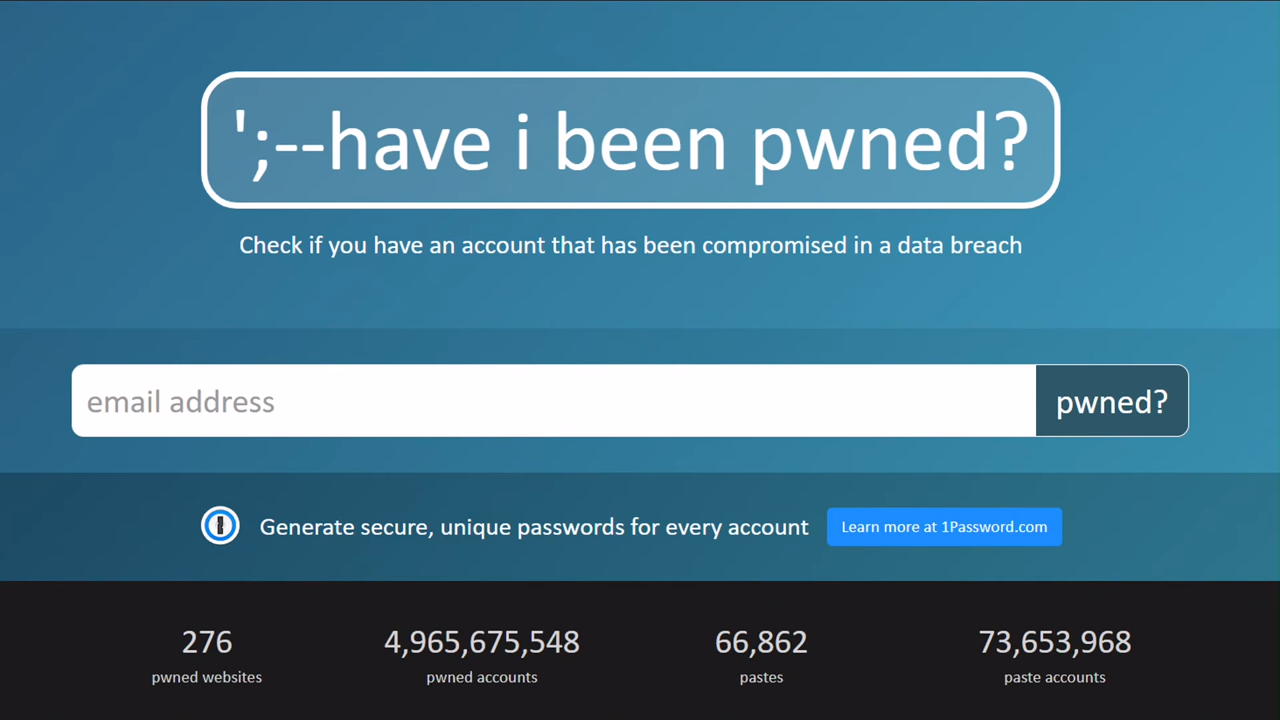 ';--have i been pwned?
Check if you have an account that has been compromised in a data breach
email address
pwned?
Generate secure, unique passwords for every account
Learn more at 1Password.com
276
pwned websites
4,965,675,548
pwned accounts
66,862
pastes
73,653,968
paste accounts